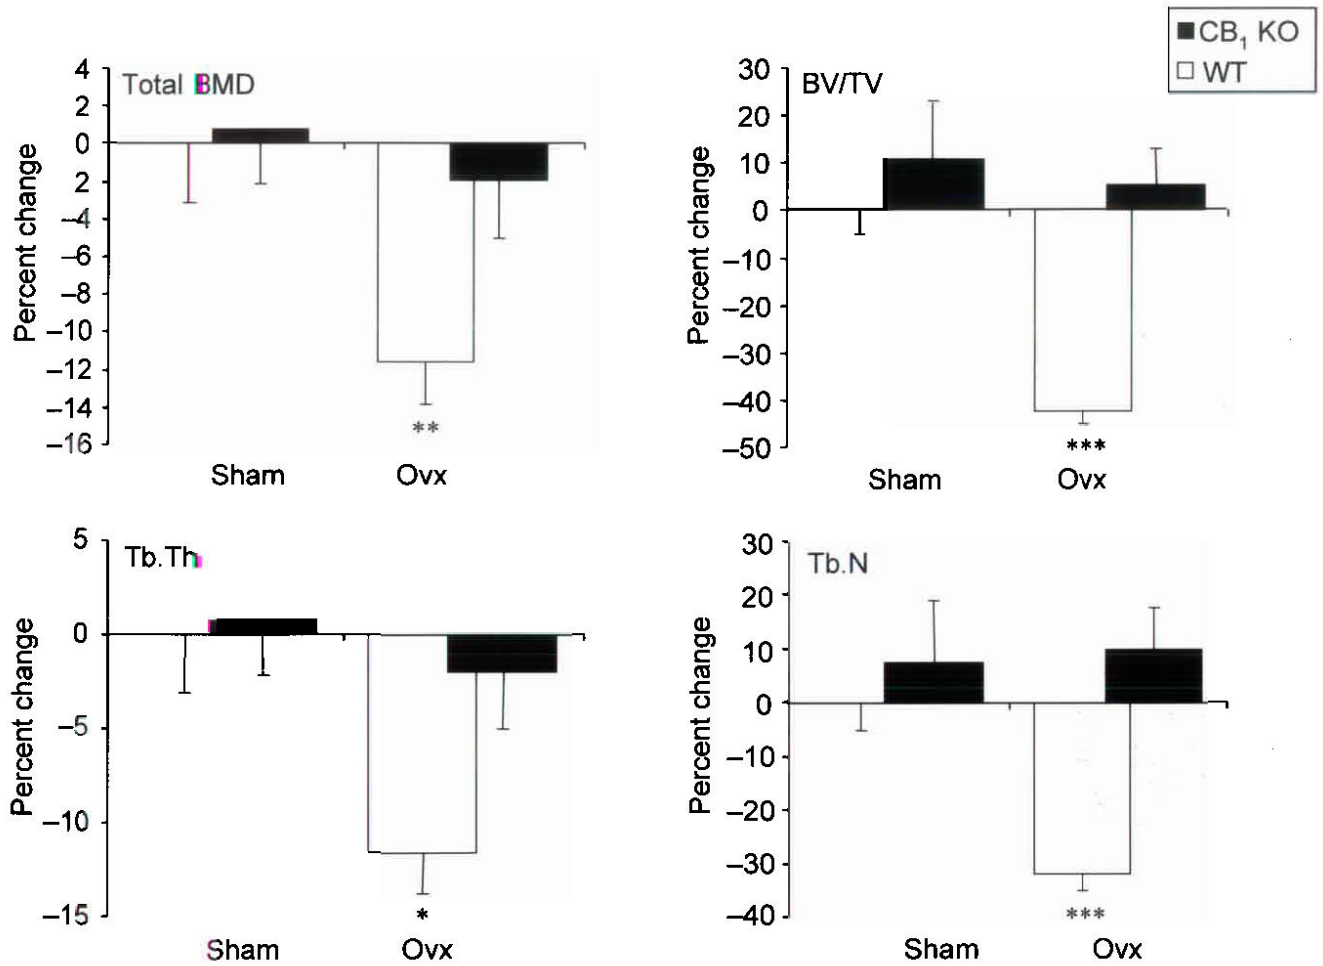 CB1 KO
WT
Total BMD
Percent change
4
2
0
2
–4
–6
–8
–10
–12
–14
–16
**
Sham
Ovx
BV/TV
Percent change
30
20
10
0
–10
–20
–30
–40
–50
***
Sham
Ovx
Tb.Th
Percent change
5
0
–5
–10
–15
*
Sham
Ovx
Tb.N
Percent change
30
20
10
0
–10
–20
–30
–40
***
Sham
Ovx